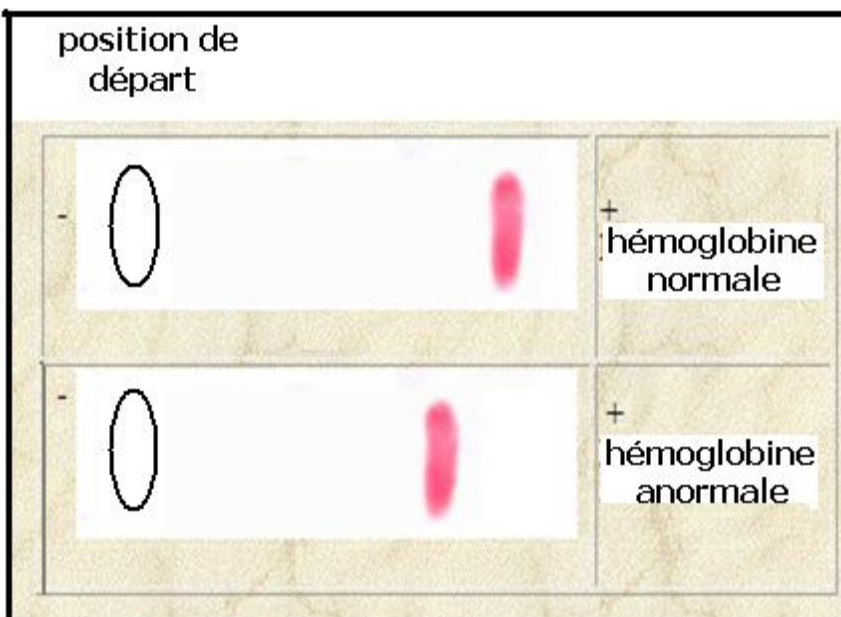 position de
départ
-
+
hémoglobine
normale
-
+
hémoglobine
anormale